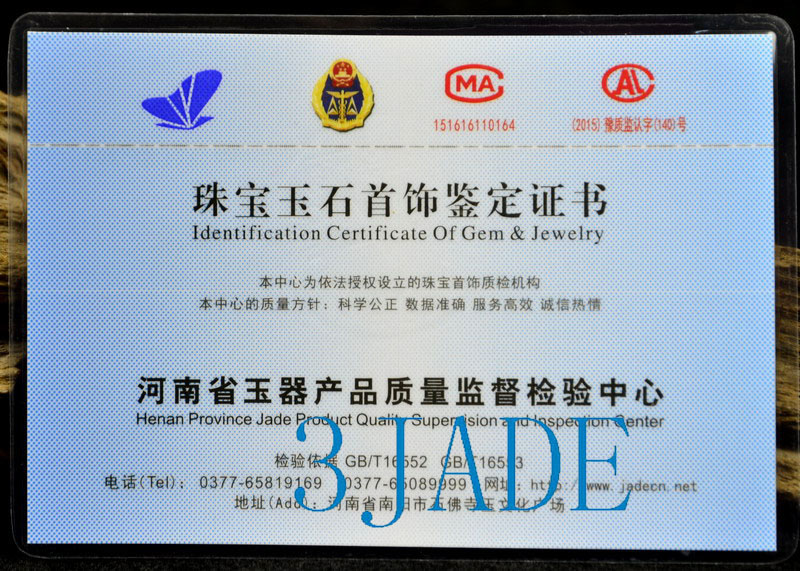 MA
AL
151616110164
(2015)豫质监认字(140)号
珠宝玉石首饰鉴定证书
Identification Certificate Of Gem & Jewelry
本中心为依法授权设立的珠宝首饰质检机构
本中心的质量方针：科学公正 数据准确 服务高效 诚信热情
河南省玉器产品质量监督检验中心
Henan Province Jade Product Quality Supervision and Inspection Center
3 JADE
检验依据 GB/T16552 GB/T16553
电话(Tel): 0377-65819169 0377-65089999 网址: http://www.jadecn.net
地址(Add): 河南省南阳市石佛寺玉文化广场